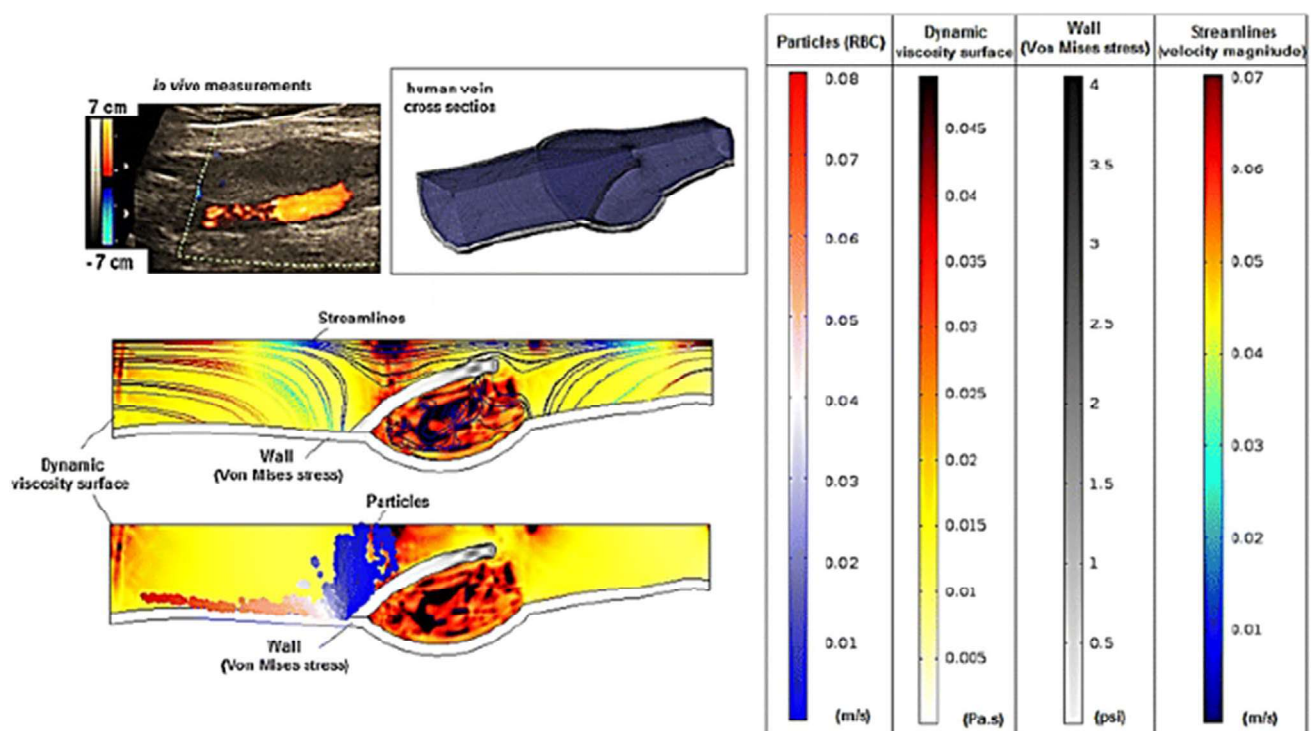 in vivo measurements
7 cm
- 7 cm
human vein
cross section
Streamlines
Wall
(Von Mises stress)
Dynamic
viscosity surface
Particles
Wall
(Von Mises stress)
Particles (RBC)
0.08
0.07
0.06
0.05
0.04
0.03
0.02
0.01
(m/s)
Dynamic
viscosity surface
0.045
0.04
0.035
0.03
0.025
0.02
0.015
0.01
0.005
(Pa.s)
Wall
(Von Mises stress)
4
3.5
3
2.5
2
1.5
1
0.5
(psi)
Streamlines
(velocity magnitude)
0.07
0.06
0.05
0.04
0.03
0.02
0.01
(m/s)